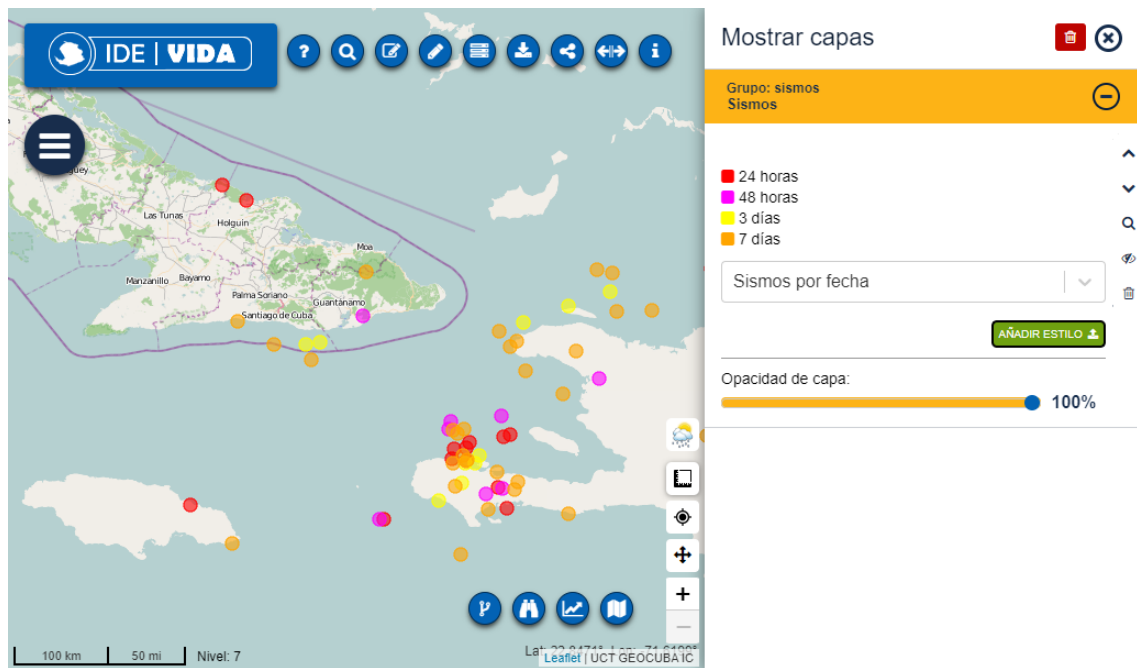 IDE | VIDA
?
i
Mostrar capas
Grupo: sismos
Sismos
24 horas
48 horas
3 días
7 días
Sismos por fecha
AÑADIR ESTILO
Opacidad de capa:
100%
Las Tunas
Holguín
Moa
Manzanillo
Bayamo
Palma Soriano
Guantánamo
Santiago de Cuba
+
−
100 km
50 mi
Nivel: 7
Leaflet | UCT GEOCUBA IC